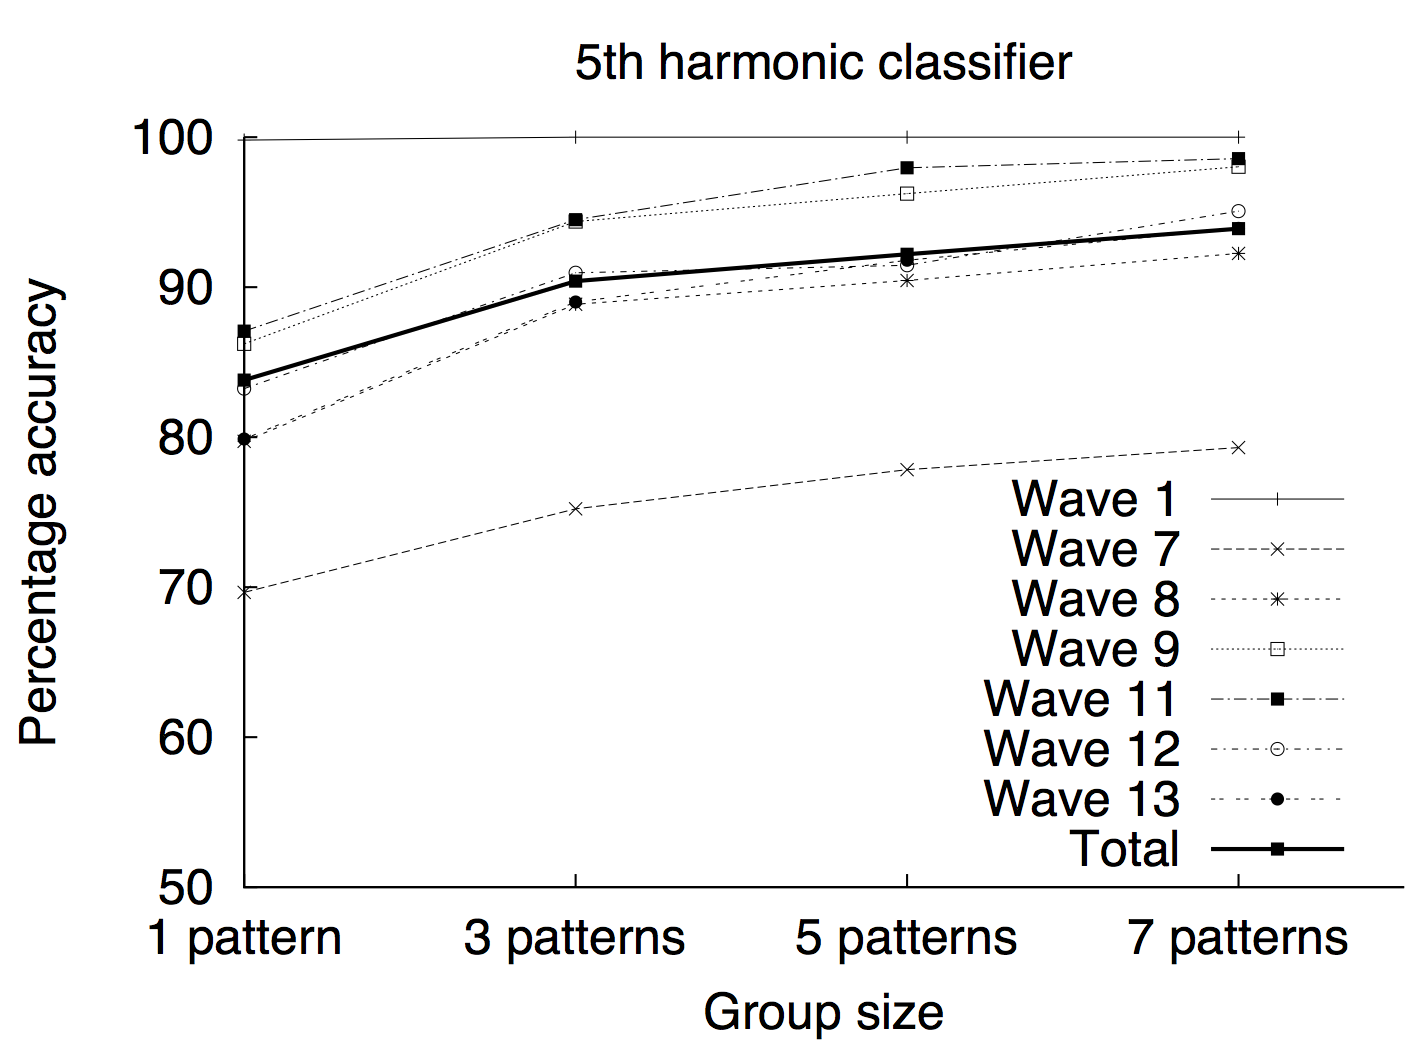 5th harmonic classifier
100
90
80
70
60
50
Percentage accuracy
Wave 1
Wave 7
Wave 8
Wave 9
Wave 11
Wave 12
Wave 13
Total
1 pattern 3 patterns 5 patterns 7 patterns
Group size